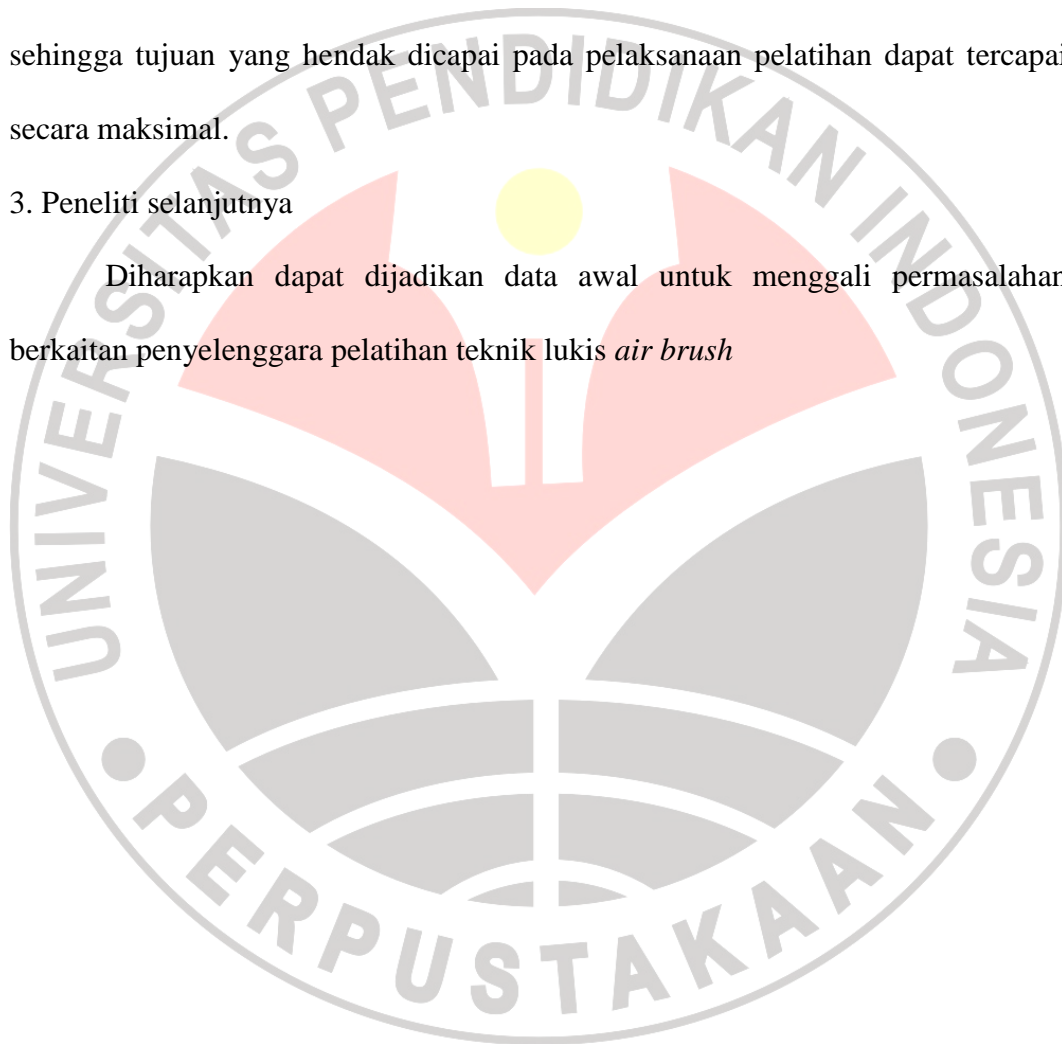 sehingga tujuan yang hendak dicapai pada pelaksanaan pelatihan dapat tercapai
secara maksimal.
3. Peneliti selanjutnya
Diharapkan dapat dijadikan data awal untuk menggali permasalahan
berkaitan penyelenggara pelatihan teknik lukis air brush
UNIVERSITAS PENDIDIKAN INDONESIA
PERPUSTAKAAN